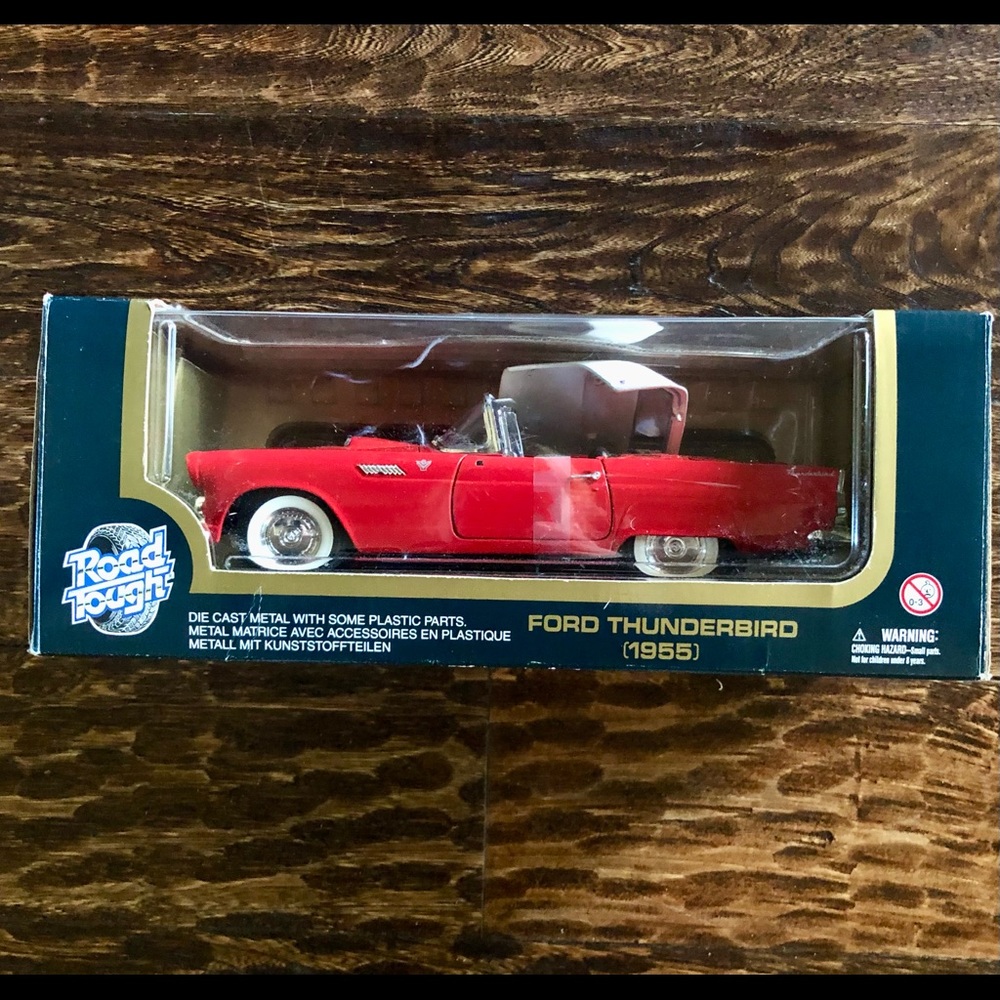 Road
Tough
DIE CAST METAL WITH SOME PLASTIC PARTS.
METAL MATRICE AVEC ACCESSOIRES EN PLASTIQUE
METALL MIT KUNSTSTOFFTEILEN
FORD THUNDERBIRD
(1955)
0-3
WARNING:
CHOKING HAZARD-Small parts.
Not for children under 8 years.